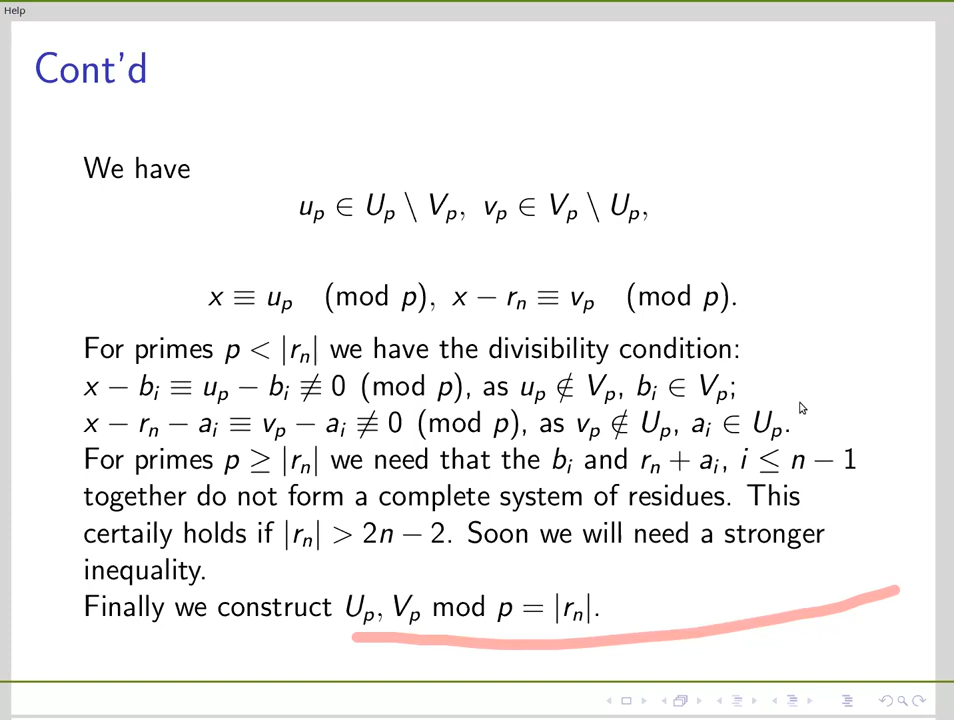 Help
Cont'd
We have
u_p ∈ U_p \ V_p, v_p ∈ V_p \ U_p,
x ≡ u_p (mod p), x − r_n ≡ v_p (mod p).
For primes p < |r_n| we have the divisibility condition:
x − b_i ≡ u_p − b_i ≢ 0 (mod p), as u_p ∉ V_p, b_i ∈ V_p;
x − r_n − a_i ≡ v_p − a_i ≢ 0 (mod p), as v_p ∉ U_p, a_i ∈ U_p.
For primes p ≥ |r_n| we need that the b_i and r_n + a_i, i ≤ n − 1
together do not form a complete system of residues. This
certaily holds if |r_n| > 2n − 2. Soon we will need a stronger
inequality.
Finally we construct U_p, V_p mod p = |r_n|.